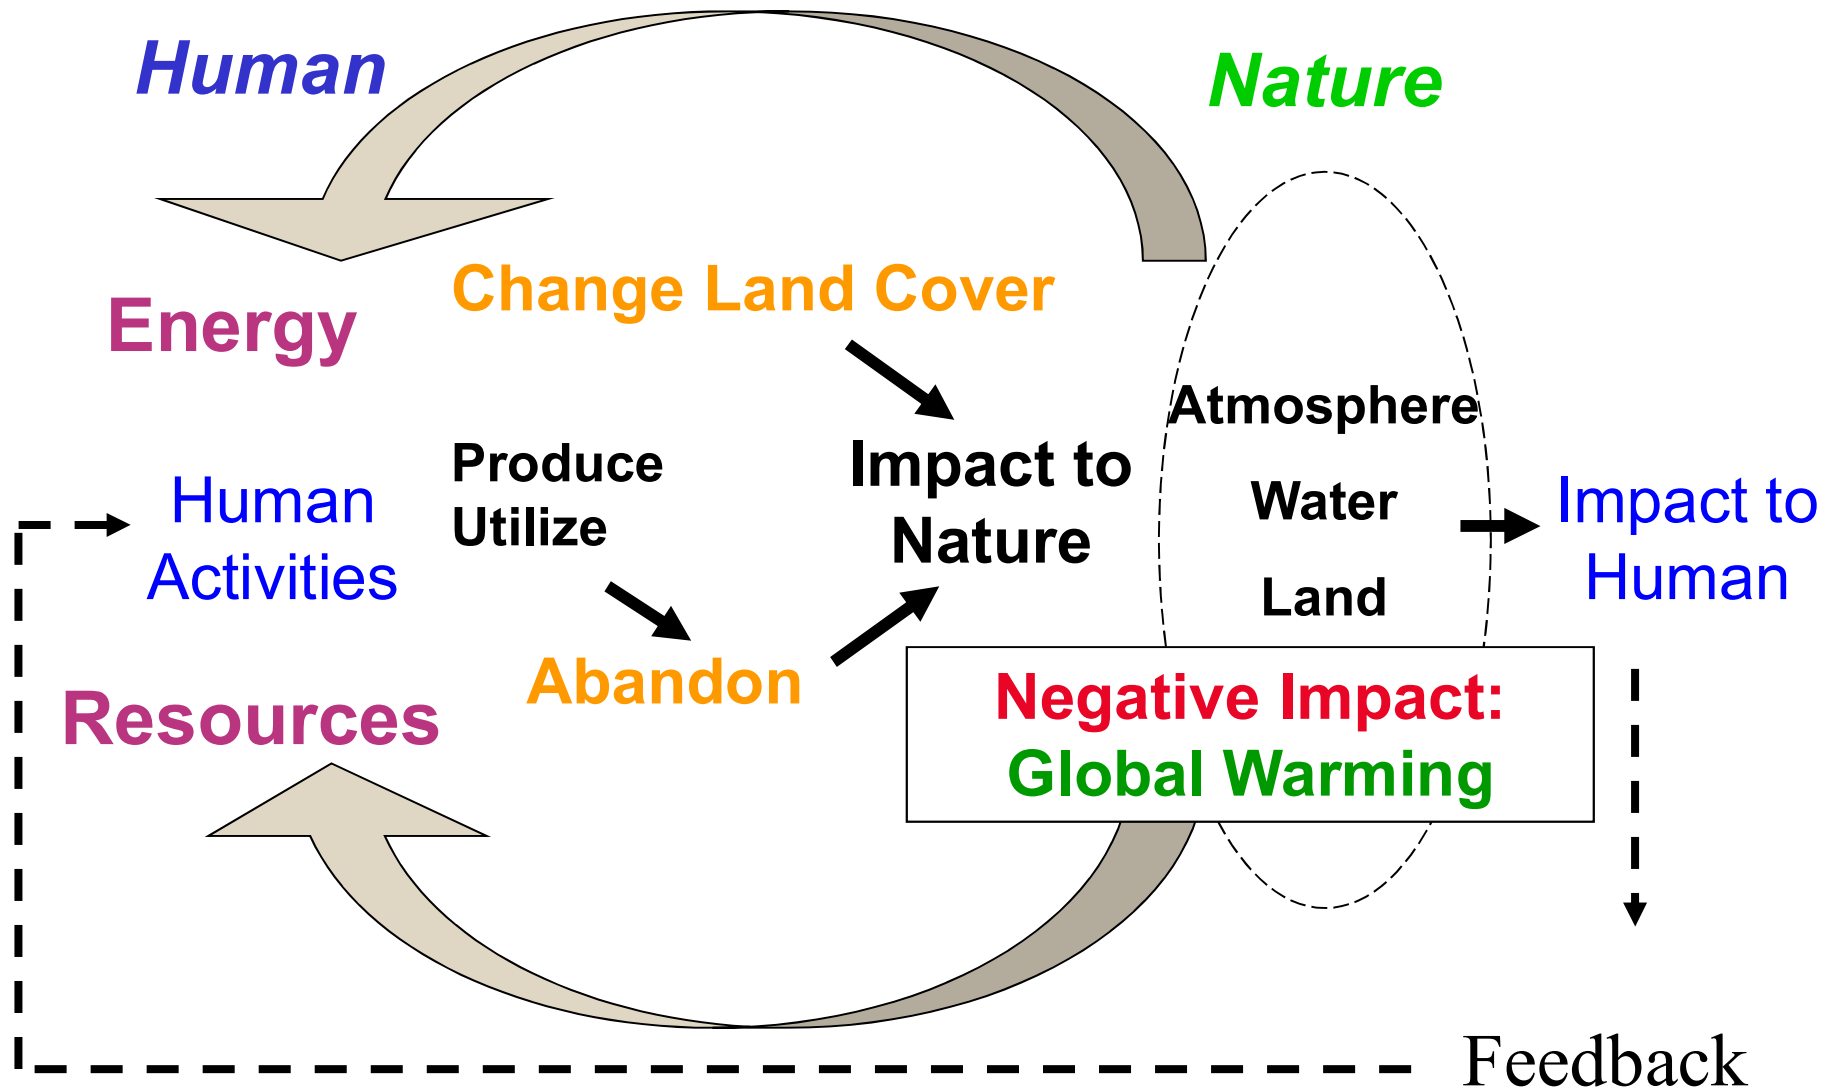 Human
Nature
Energy
Change Land Cover
Human
Activities
Produce
Utilize
Impact to
Nature
Atmosphere
Water
Land
Impact to
Human
Resources
Abandon
Negative Impact:
Global Warming
Feedback